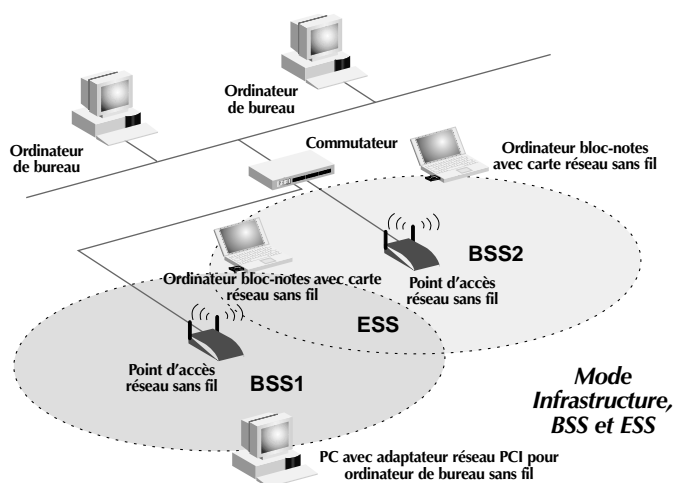 Ordinateur
de bureau
Ordinateur
de bureau
Commutateur
Ordinateur bloc-notes
avec carte réseau sans fil
BSS2
Point d'accès
réseau sans fil
Ordinateur bloc-notes avec carte
réseau sans fil
ESS
Point d'accès
réseau sans fil
BSS1
Mode
Infrastructure,
BSS et ESS
PC avec adaptateur réseau PCI pour
ordinateur de bureau sans fil